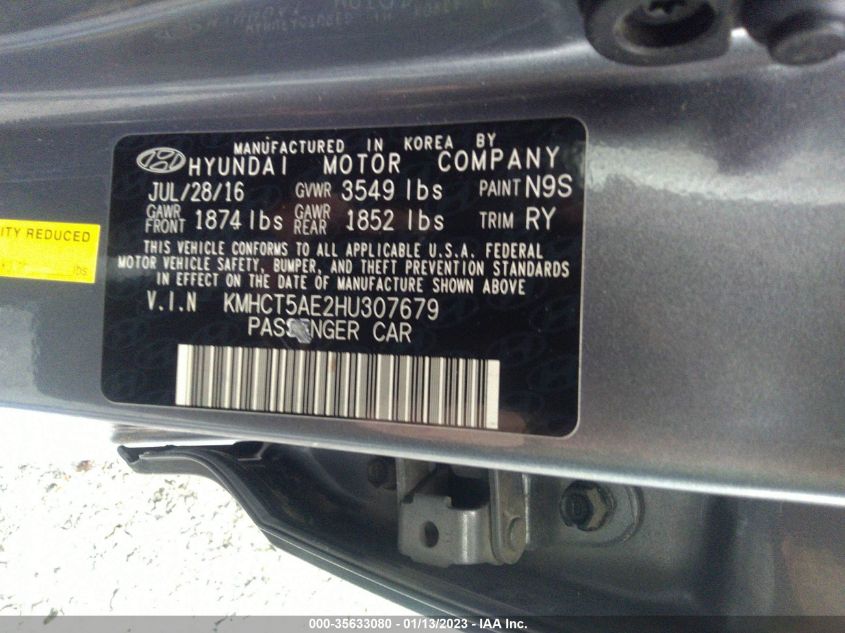 MANUFACTURED IN KOREA BY
HYUNDAI MOTOR COMPANY
JUL/28/16 GVWR 3549 lbs PAINT N9S
GAWR FRONT 1874 lbs GAWR REAR 1852 lbs TRIM RY
THIS VEHICLE CONFORMS TO ALL APPLICABLE U.S.A. FEDERAL
MOTOR VEHICLE SAFETY, BUMPER, AND THEFT PREVENTION STANDARDS
IN EFFECT ON THE DATE OF MANUFACTURE SHOWN ABOVE
V.I.N KMHCT5AE2HU307679
PASSENGER CAR
REDUCED
lbs.
000-35633080 - 01/13/2023 - IAA Inc.